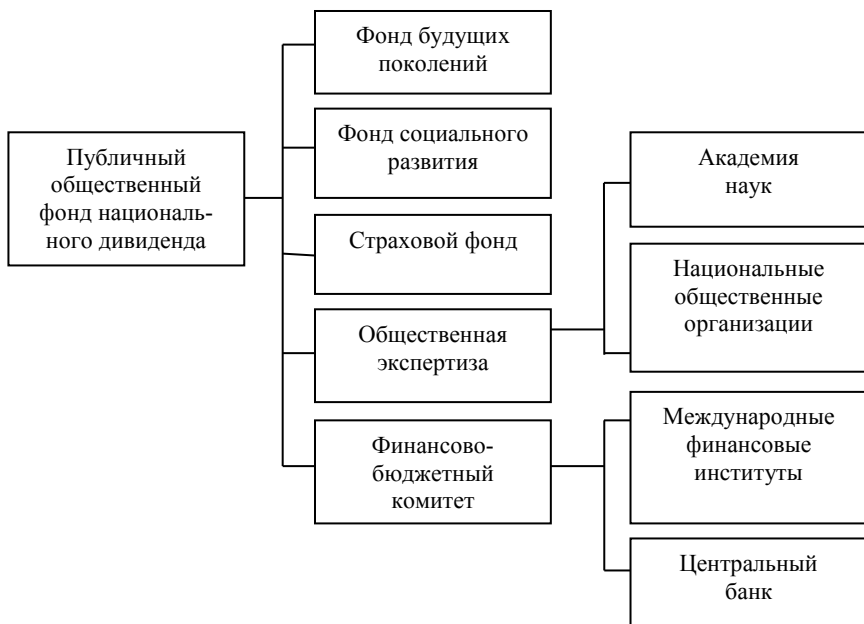 Публичный
общественный
фонд националь-
ного дивиденда
Фонд будущих
поколений
Фонд социального
развития
Страховой фонд
Общественная
экспертиза
Финансово-
бюджетный
комитет
Академия
наук
Национальные
общественные
организации
Международные
финансовые
институты
Центральный
банк